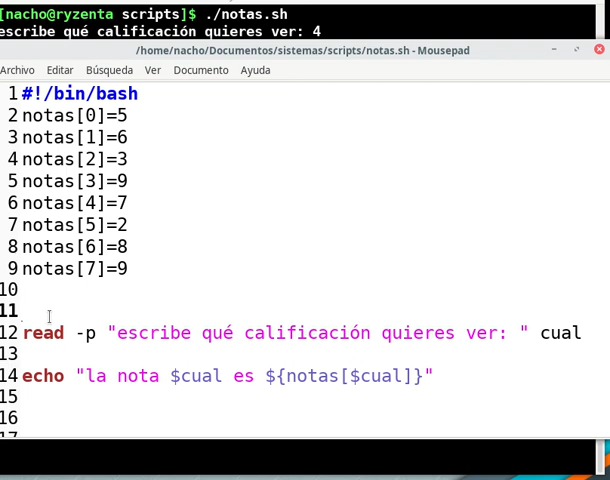 [nacho@ryzenta scripts]$ ./notas.sh
escribe qué calificación quieres ver: 4
/home/nacho/Documentos/sistemas/scripts/notas.sh - Mousepad
Archivo Editar Búsqueda Ver Documento Ayuda
1 #!/bin/bash
2 notas[0]=5
3 notas[1]=6
4 notas[2]=3
5 notas[3]=9
6 notas[4]=7
7 notas[5]=2
8 notas[6]=8
9 notas[7]=9
10
11
12 read -p "escribe qué calificación quieres ver: " cual
13
14 echo "la nota $cual es ${notas[$cual]}"
15
16
17